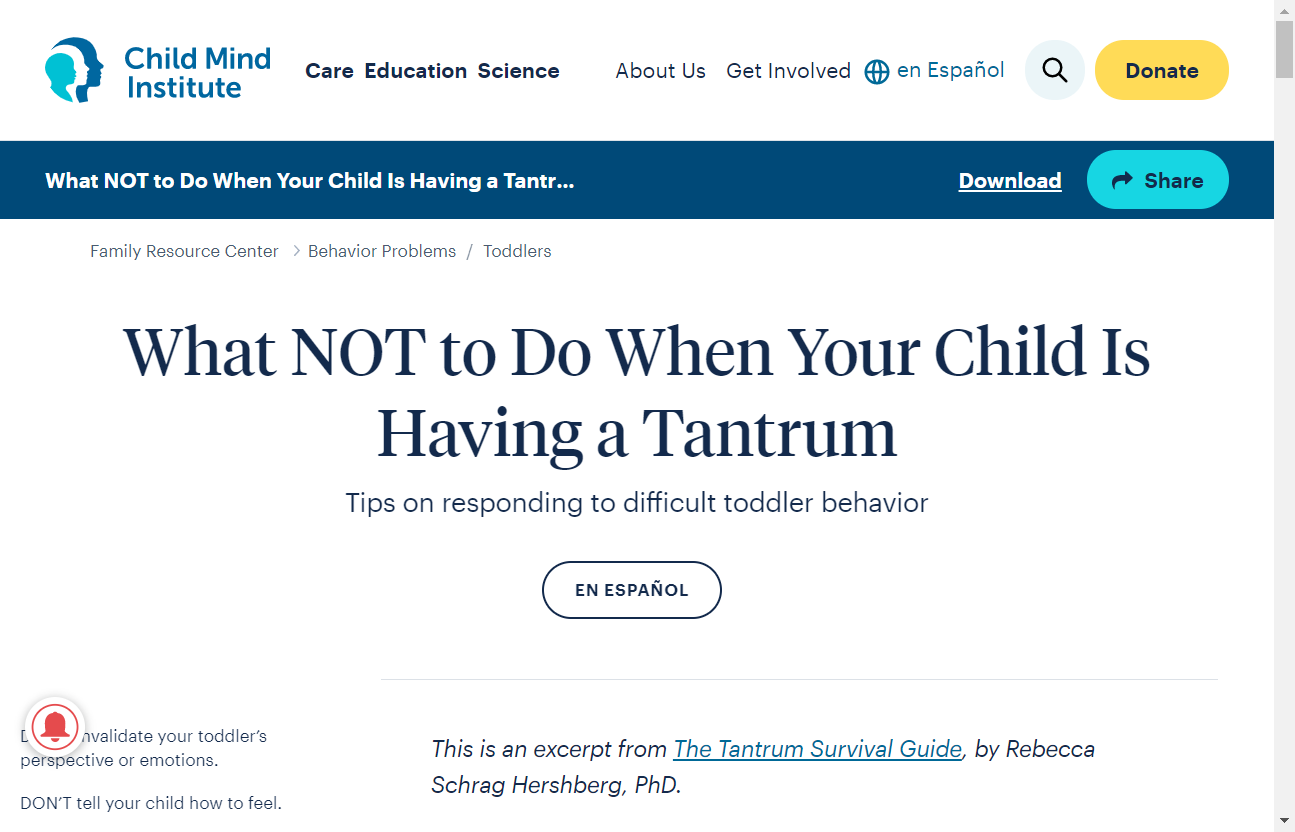 Child Mind
Institute
Care Education Science
About Us Get Involved en Español
Donate
What NOT to Do When Your Child Is Having a Tantr...
Download
Share
Family Resource Center > Behavior Problems / Toddlers
What NOT to Do When Your Child Is
Having a Tantrum
Tips on responding to difficult toddler behavior
EN ESPAÑOL
your toddler's
perspective or emotions.
DON'T tell your child how to feel.
This is an excerpt from The Tantrum Survival Guide, by Rebecca
Schrag Hershberg, PhD.